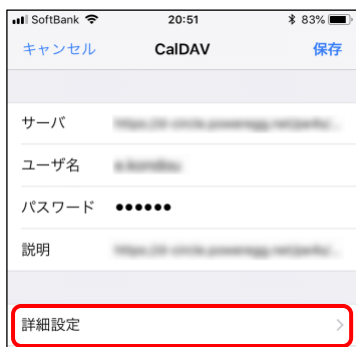 SoftBank 20:51 83%
キャンセル CalDAV 保存
サーバ
ユーザ名
パスワード ●●●●●●
説明
詳細設定